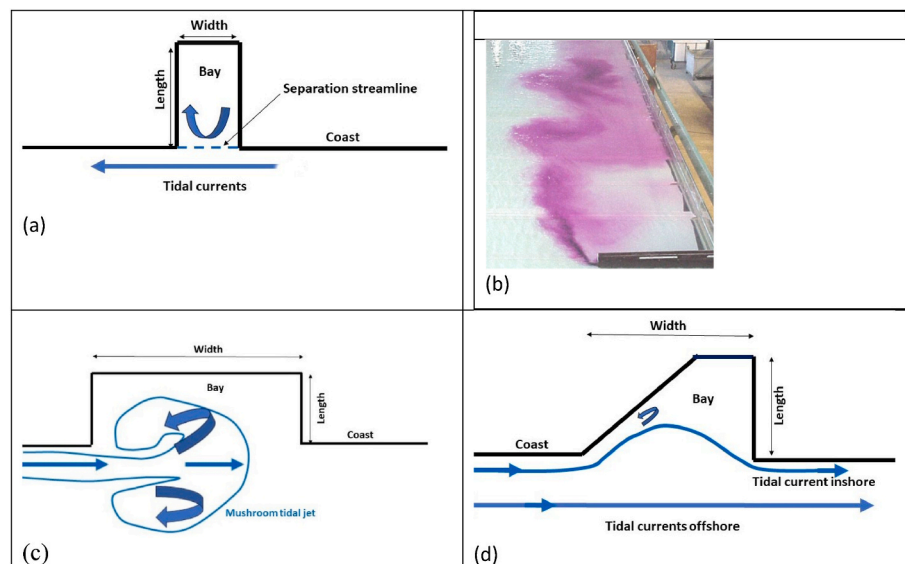 Width
Length
Bay
Separation streamline
Coast
Tidal currents
(a)
(b)
Width
Bay
Length
Coast
Mushroom tidal jet
(c)
Width
Bay
Length
Coast
Tidal current inshore
Tidal currents offshore
(d)